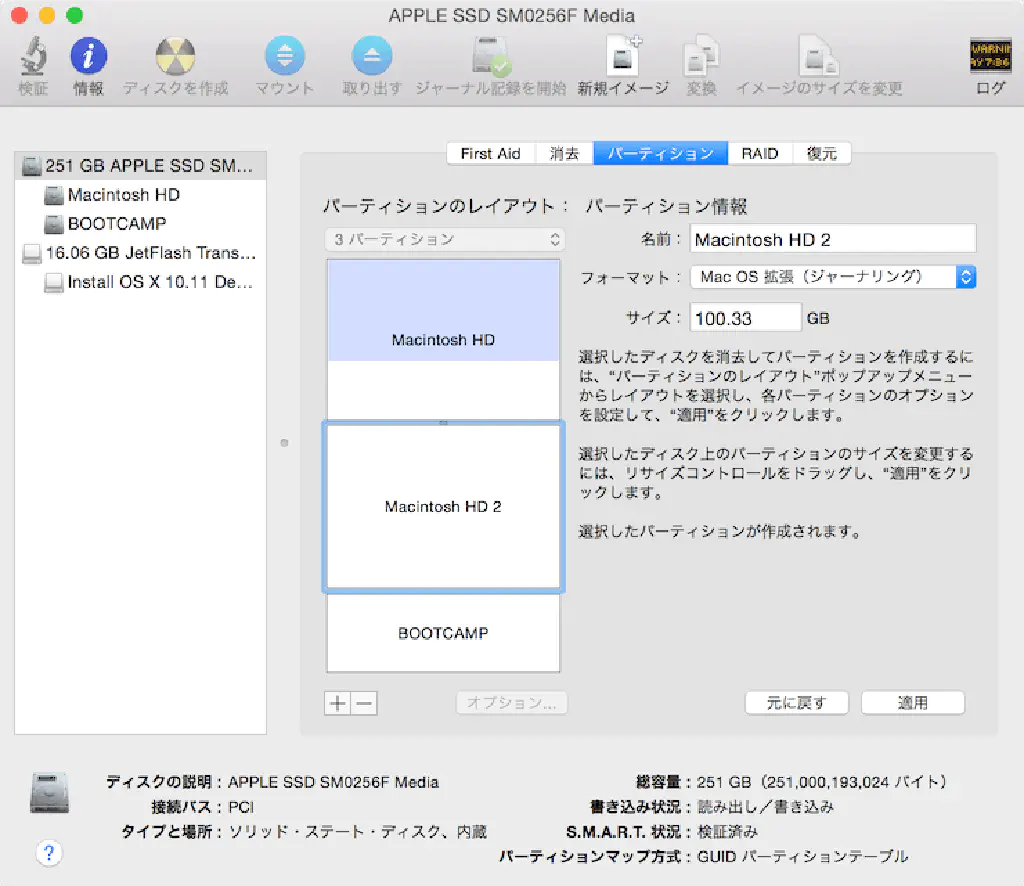 APPLE SSD SM0256F Media
検証 情報 ディスクを作成 マウント 取り出す ジャーナル記録を開始 新規イメージ 変換 イメージのサイズを変更 ログ
251 GB APPLE SSD SM...
Macintosh HD
BOOTCAMP
16.06 GB JetFlash Trans...
Install OS X 10.11 De...
First Aid 消去 パーティション RAID 復元
パーティションのレイアウト：
3 パーティション
Macintosh HD
Macintosh HD 2
BOOTCAMP
オプション...
パーティション情報
名前： Macintosh HD 2
フォーマット： Mac OS 拡張（ジャーナリング）
サイズ： 100.33 GB
選択したディスクを消去してパーティションを作成するに
は、“パーティションのレイアウト”ポップアップメニュー
からレイアウトを選択し、各パーティションのオプション
を設定して、“適用”をクリックします。
選択したディスク上のパーティションのサイズを変更する
には、リサイズコントロールをドラッグし、“適用”をクリ
ックします。
選択したパーティションが作成されます。
元に戻す 適用
ディスクの説明：APPLE SSD SM0256F Media
接続バス：PCI
タイプと場所：ソリッド・ステート・ディスク、内蔵
総容量：251 GB（251,000,193,024 バイト）
書き込み状況：読み出し／書き込み
S.M.A.R.T. 状況：検証済み
パーティションマップ方式：GUID パーティションテーブル
?